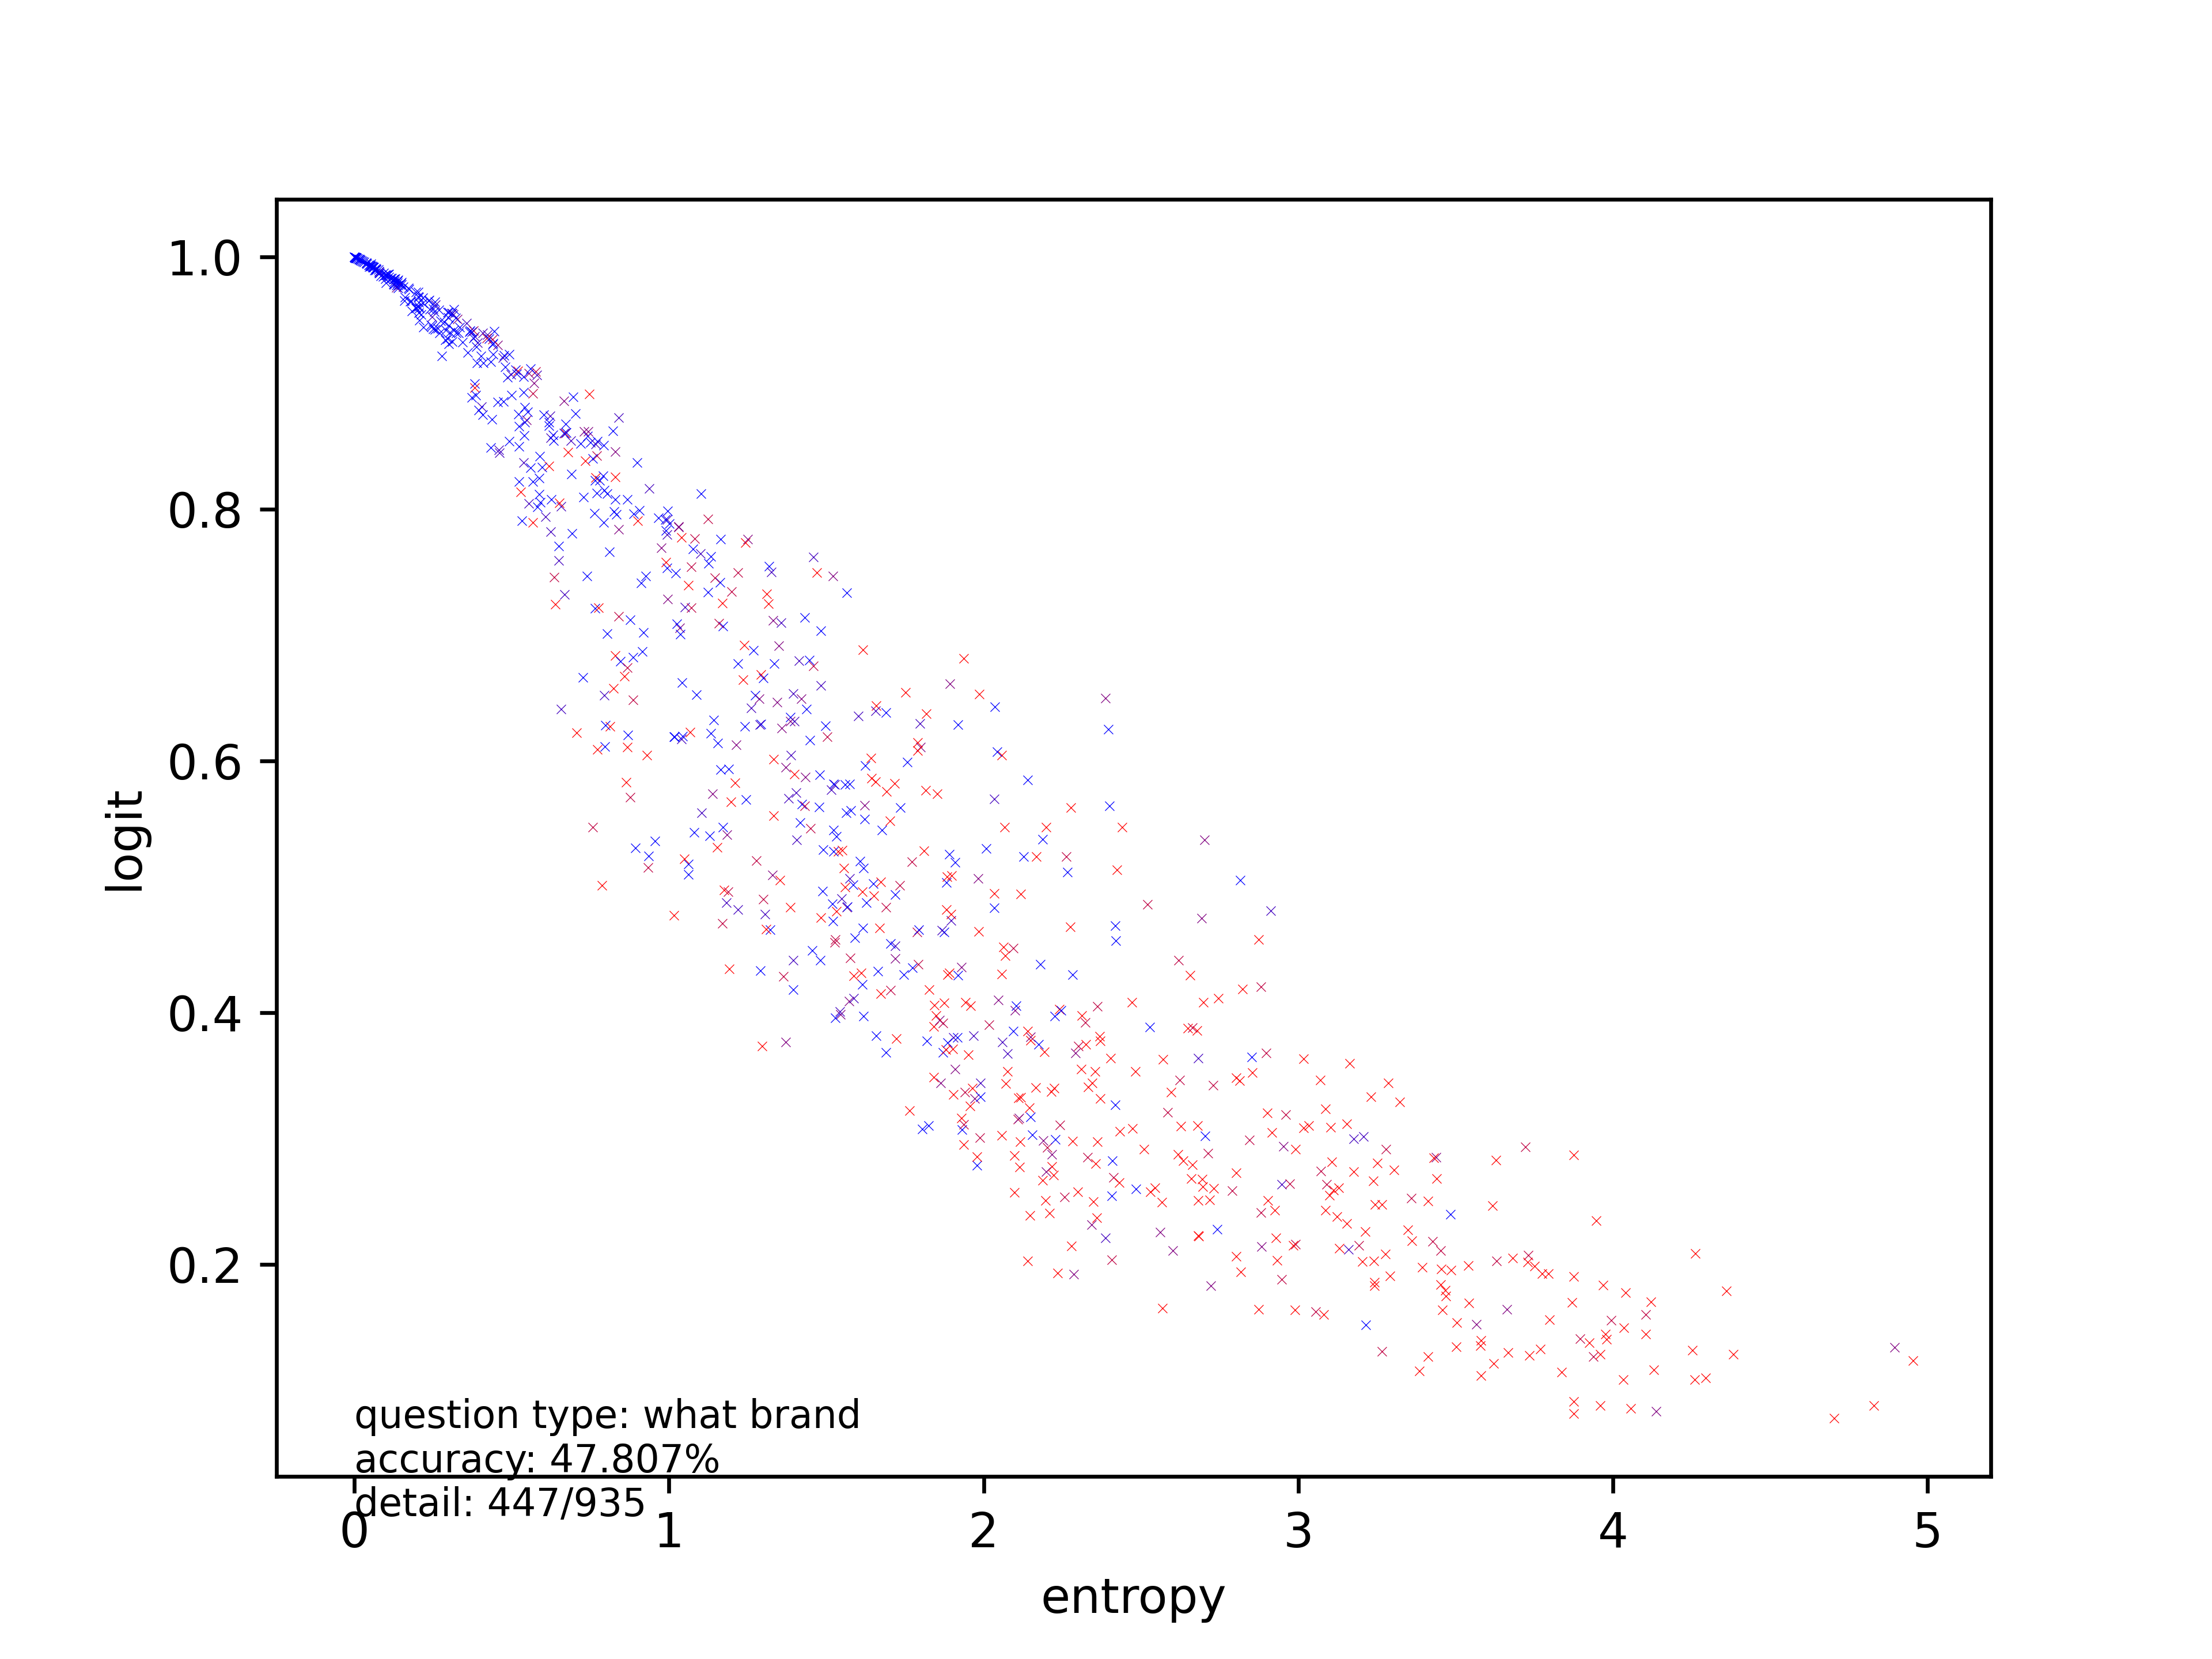 1.0
0.8
0.6
0.4
0.2
logit
question type: what brand
accuracy: 47.807%
detail: 447/935
0 1 2 3 4 5
entropy